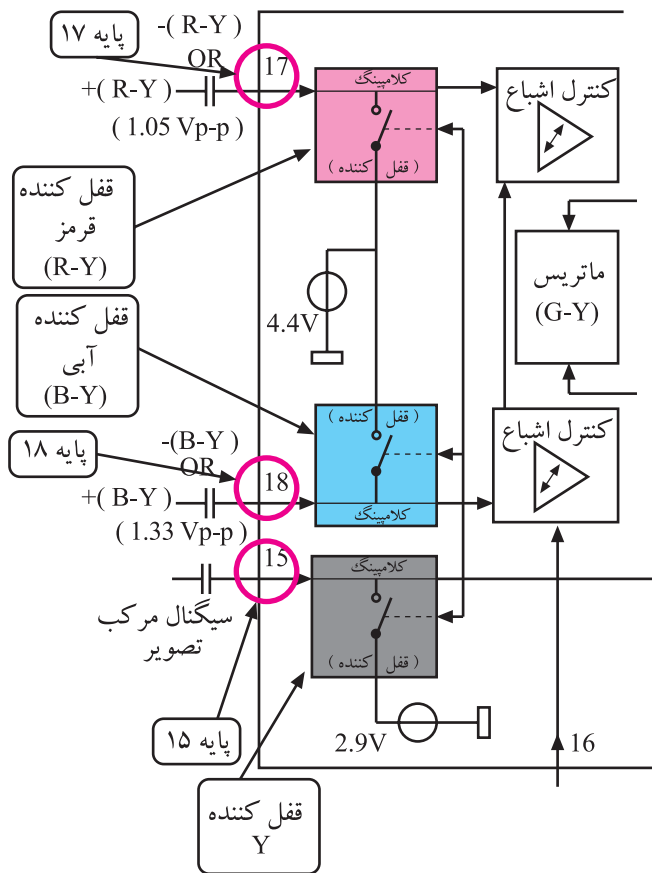 -(R-Y)
پایه ۱۷
OR
17
+( R-Y )
( 1.05 Vp-p )
کلامپینگ
( قفل کننده )
کنترل اشباع
قفل کننده
قرمز
(R-Y)
ماتریس
(G-Y)
4.4V
قفل کننده
آبی
(B-Y)
( قفل کننده )
کلامپینگ
کنترل اشباع
-(B-Y)
پایه ۱۸
OR
18
+( B-Y )
( 1.33 Vp-p )
15
کلامپینگ
( قفل کننده )
سیگنال مرکب
تصویر
2.9V
16
پایه ۱۵
قفل کننده
Y